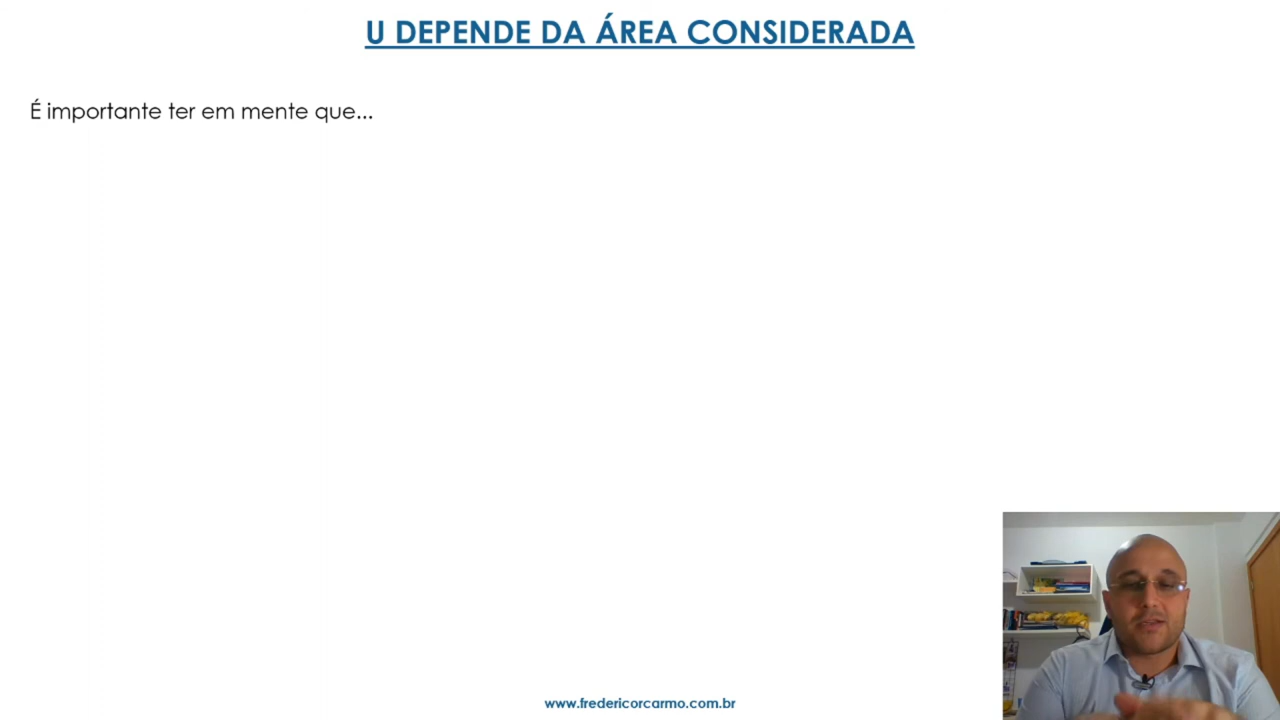 U DEPENDE DA ÁREA CONSIDERADA
É importante ter em mente que...
www.fredericorcarmo.com.br